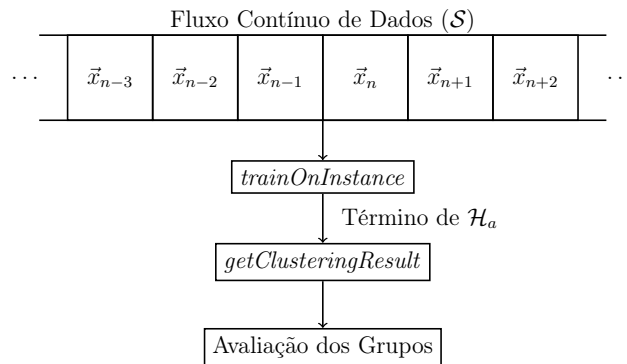 Fluxo Contínuo de Dados (𝒮)
⋯ x⃗ₙ₋₃ x⃗ₙ₋₂ x⃗ₙ₋₁ x⃗ₙ x⃗ₙ₊₁ x⃗ₙ₊₂ ⋯
trainOnInstance
Término de ℋₐ
getClusteringResult
Avaliação dos Grupos